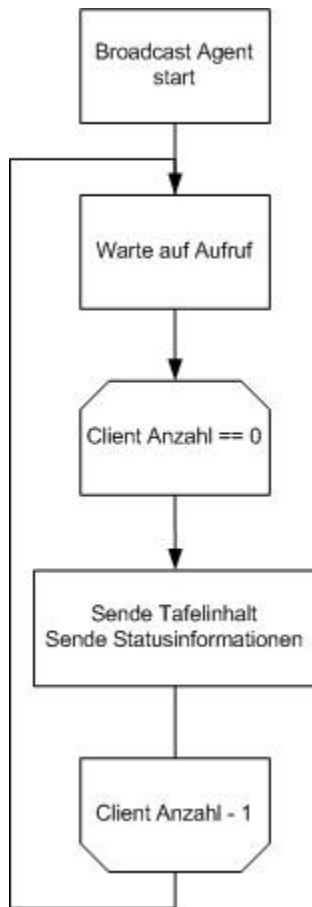 Broadcast Agent
start
Warte auf Aufruf
Client Anzahl == 0
Sende Tafelinhalt
Sende Statusinformationen
Client Anzahl - 1